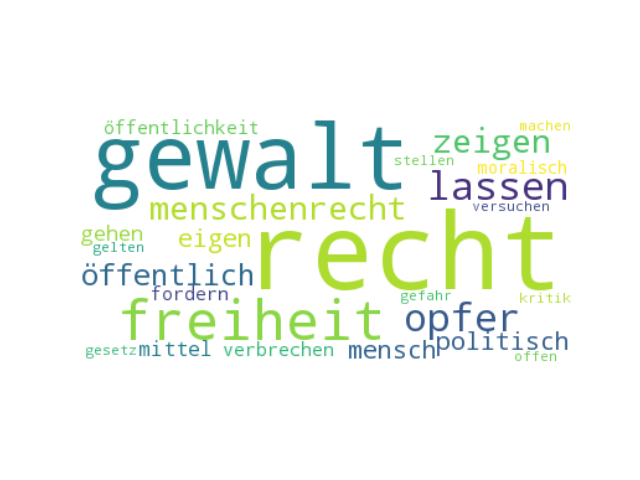 machen
öffentlichkeit
gewalt
zeigen
stellen
moralisch
lassen
menschenrecht
versuchen
recht
gehen
eigen
gelten
öffentlich
fordern
gefahr
kritik
freiheit
opfer
politisch
gesetz
mittel
verbrechen
mensch
offen